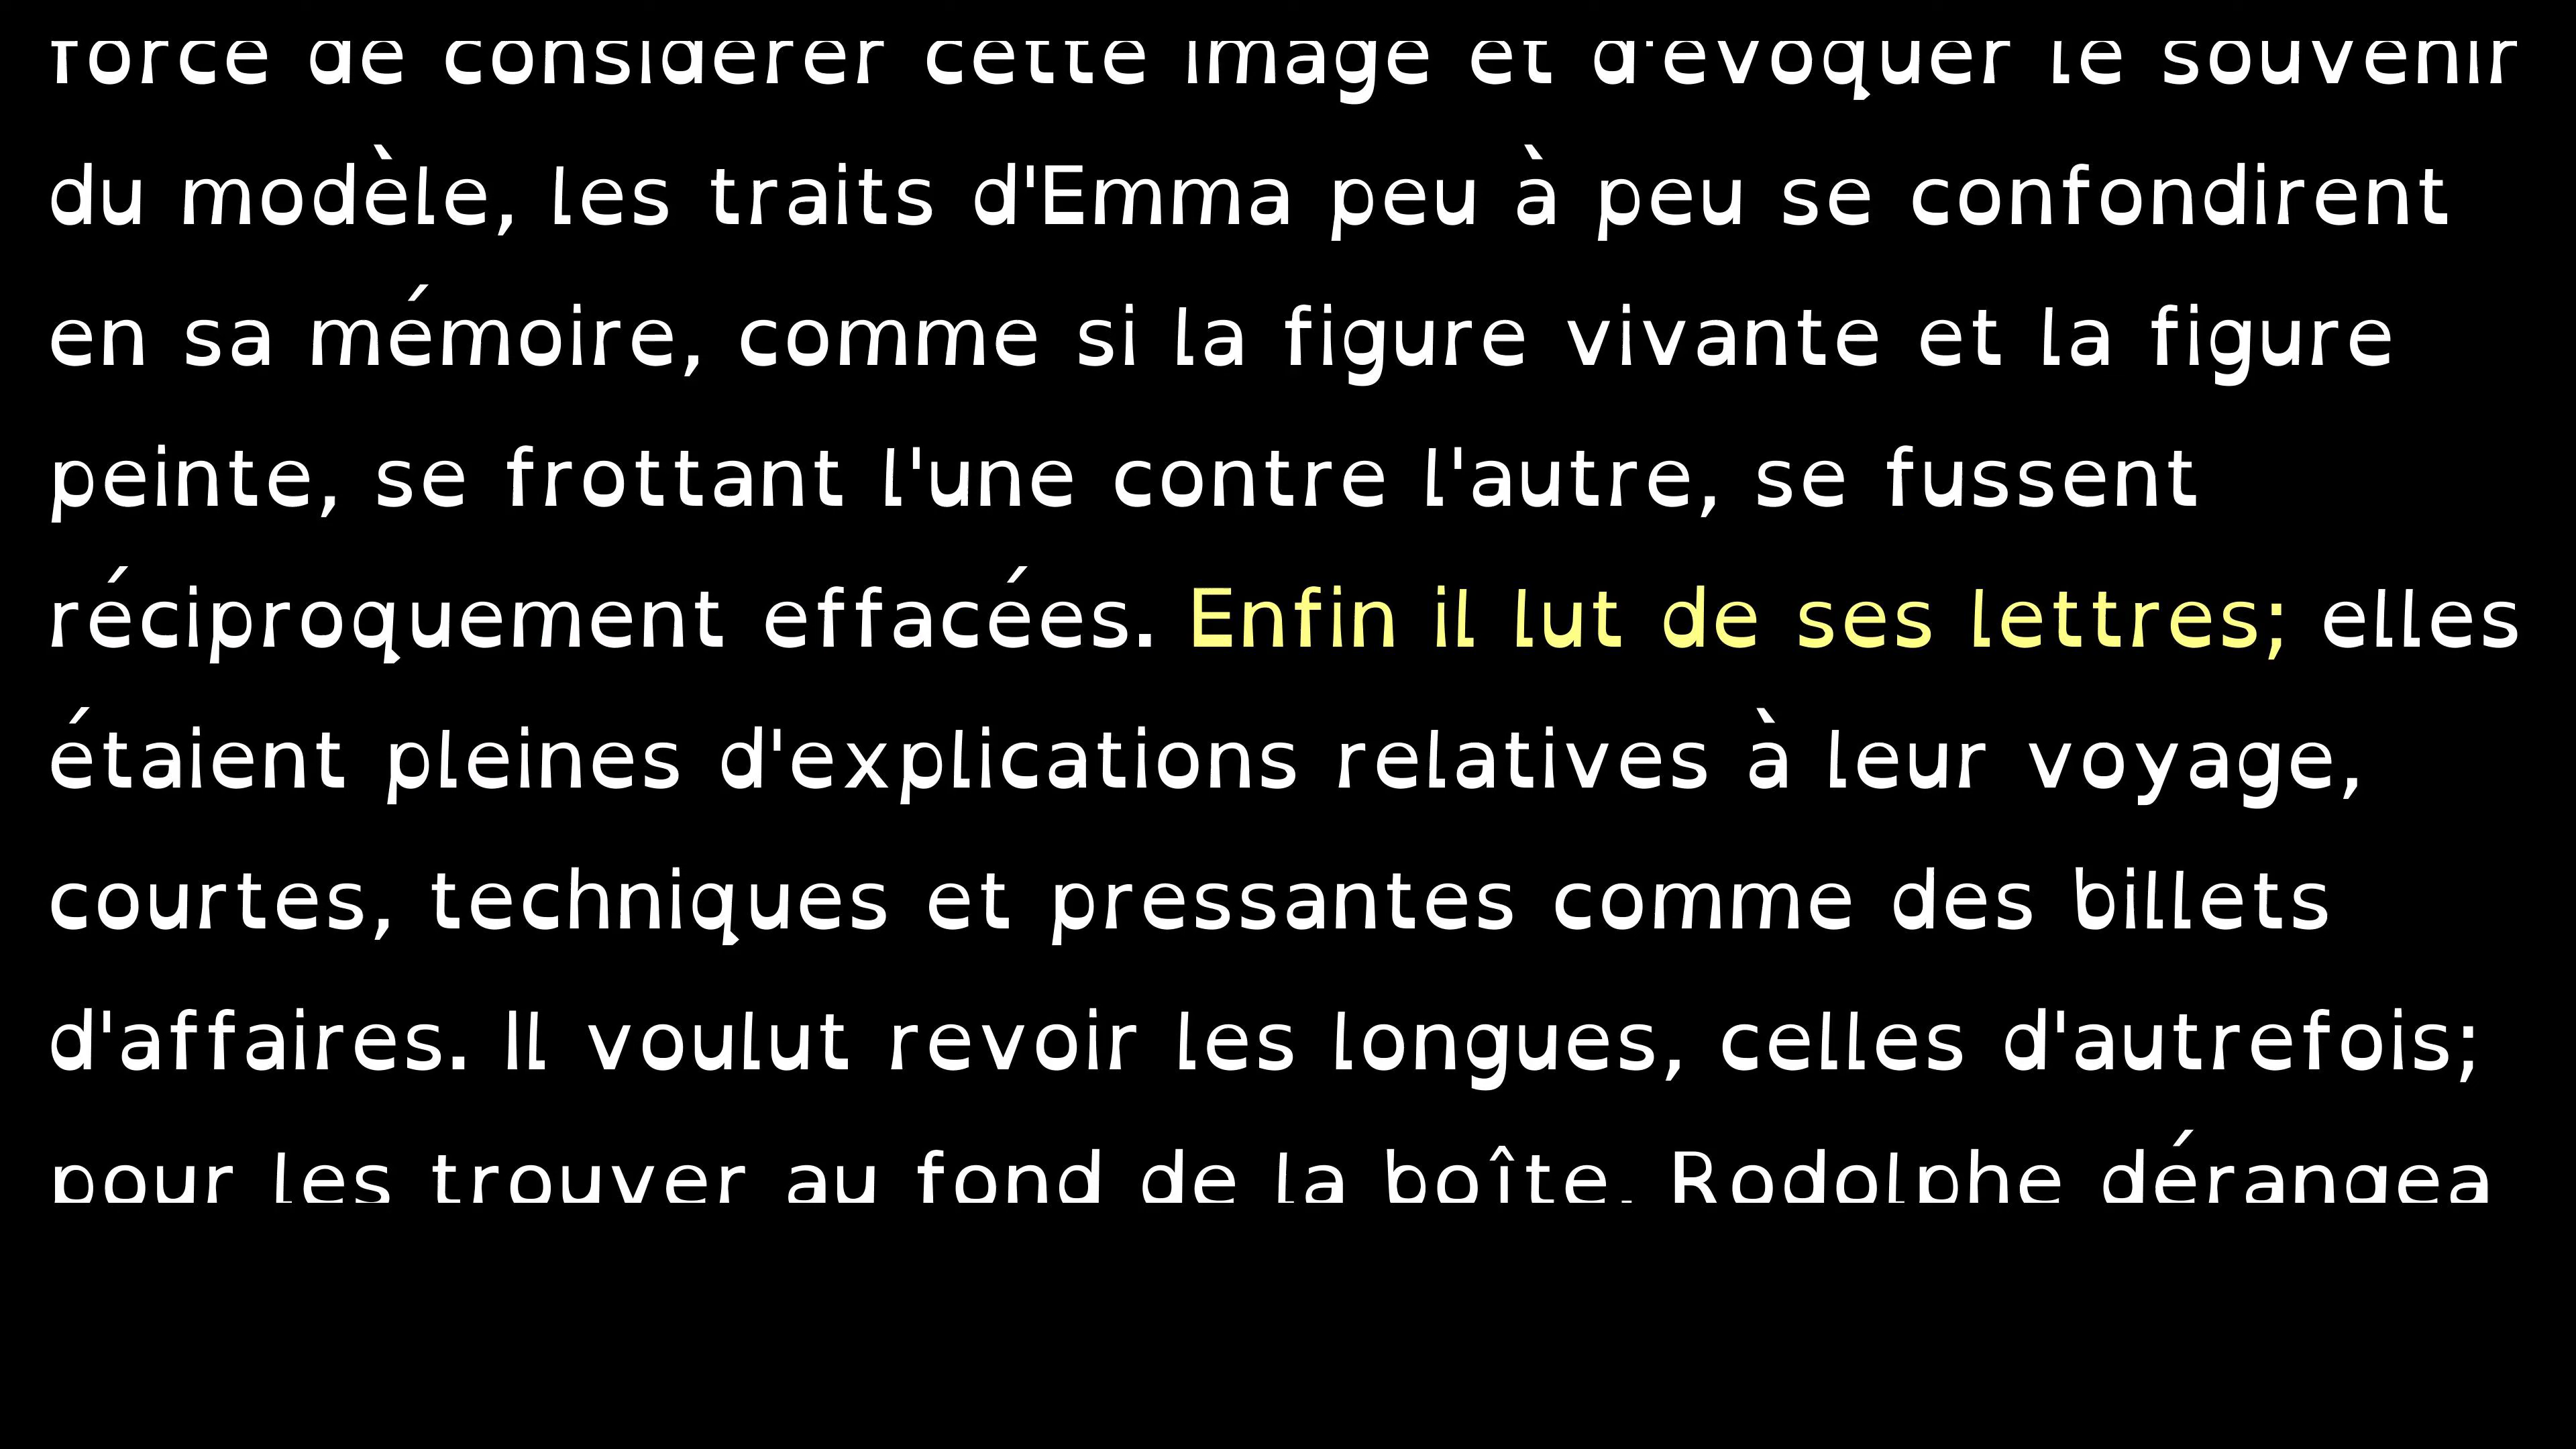 force de considérer cette image et d'évoquer le souvenir
du modèle, les traits d'Emma peu à peu se confondirent
en sa mémoire, comme si la figure vivante et la figure
peinte, se frottant l'une contre l'autre, se fussent
réciproquement effacées. Enfin il lut de ses lettres; elles
étaient pleines d'explications relatives à leur voyage,
courtes, techniques et pressantes comme des billets
d'affaires. Il voulut revoir les longues, celles d'autrefois;
pour les trouver au fond de la boîte, Rodolphe dérangea